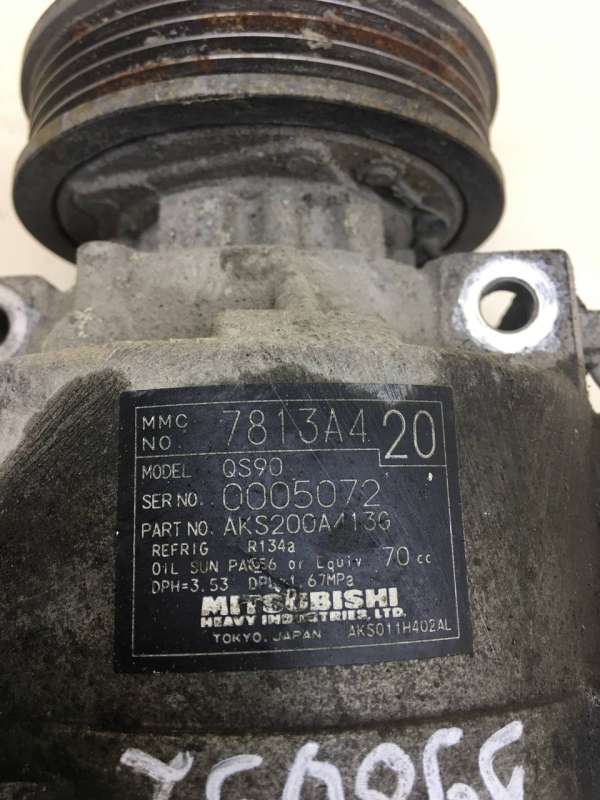 MMC NO. 7813A420
MODEL QS90
SER NO. 0005072
PART NO. AKS200A413G
REFRIG R134a
OIL SUN PAG56 or Equiv 70 cc
DPH=3.53 DPL=1.67MPa
MITSUBISHI
HEAVY INDUSTRIES, LTD.
TOKYO, JAPAN AKS011H402AL